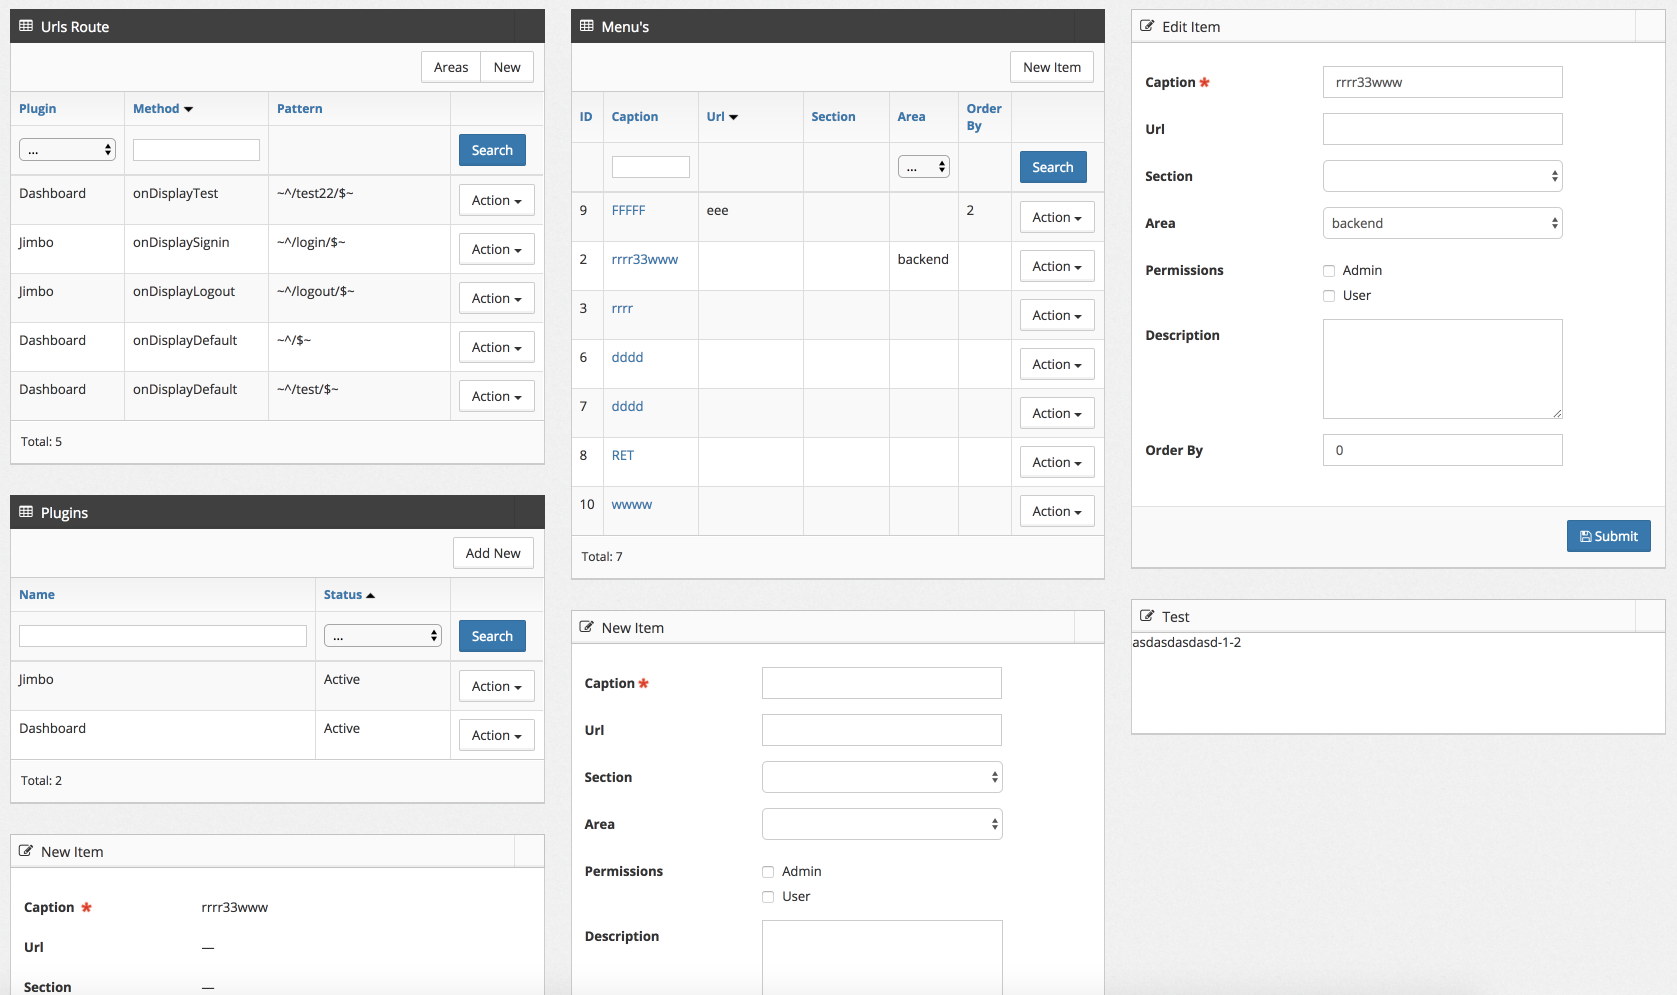 Urls Route
Areas New
Plugin Method Pattern
... Search
Dashboard onDisplayTest ~^/test22/$~ Action
Jimbo onDisplaySignin ~^/login/$~ Action
Jimbo onDisplayLogout ~^/logout/$~ Action
Dashboard onDisplayDefault ~^/$~ Action
Dashboard onDisplayDefault ~^/test/$~ Action
Total: 5
Plugins
Add New
Name Status
... Search
Jimbo Active Action
Dashboard Active Action
Total: 2
New Item
Caption * rrrr33www
Url —
Section —
Menu's
New Item
ID Caption Url Section Area Order By
... Search
9 FFFFF eee 2 Action
2 rrrr33www backend Action
3 rrrr Action
6 dddd Action
7 dddd Action
8 RET Action
10 wwww Action
Total: 7
New Item
Caption *
Url
Section
Area
Permissions Admin
User
Description
Edit Item
Caption * rrrr33www
Url
Section
Area backend
Permissions Admin
User
Description
Order By 0
Submit
Test
asdasdasdasd-1-2